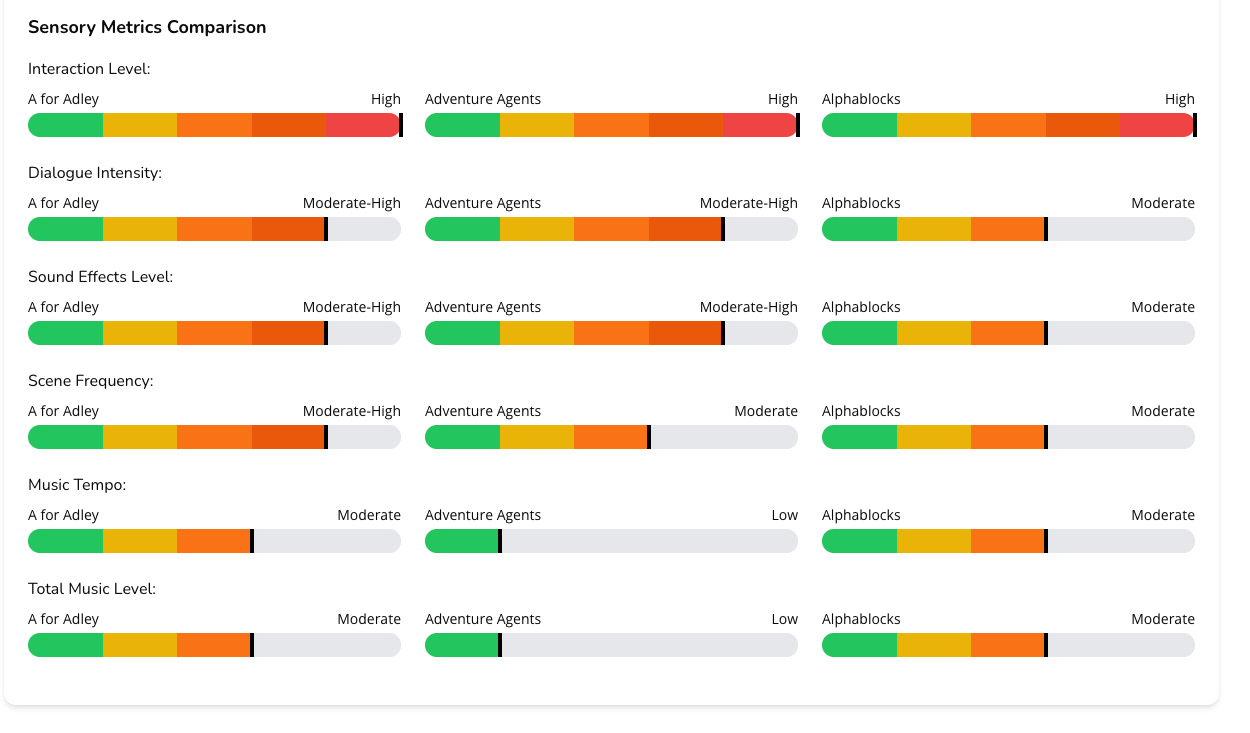 Sensory Metrics Comparison
Interaction Level:
A for Adley High Adventure Agents High Alphablocks High
Dialogue Intensity:
A for Adley Moderate-High Adventure Agents Moderate-High Alphablocks Moderate
Sound Effects Level:
A for Adley Moderate-High Adventure Agents Moderate-High Alphablocks Moderate
Scene Frequency:
A for Adley Moderate-High Adventure Agents Moderate Alphablocks Moderate
Music Tempo:
A for Adley Moderate Adventure Agents Low Alphablocks Moderate
Total Music Level:
A for Adley Moderate Adventure Agents Low Alphablocks Moderate